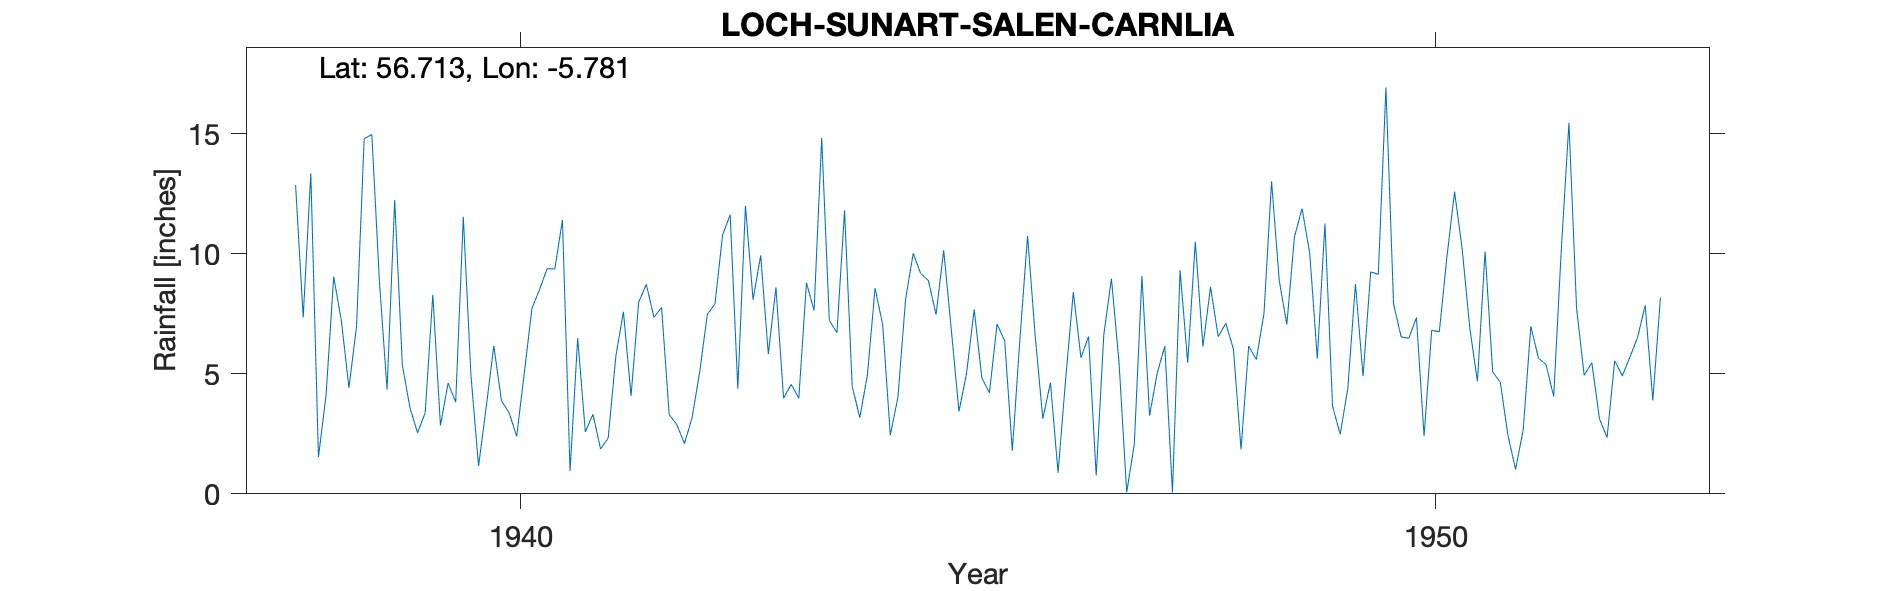 LOCH-SUNART-SALEN-CARNLIA
Lat: 56.713, Lon: -5.781
15
10
5
0
Rainfall [inches]
1940
1950
Year